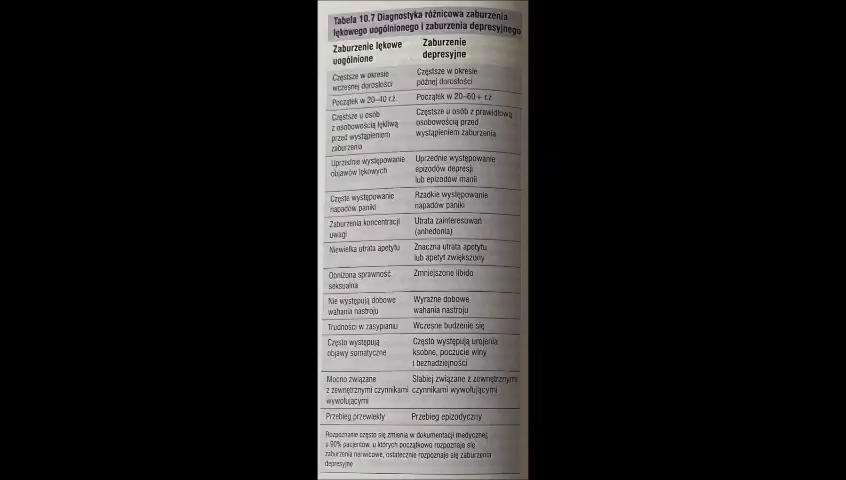 Tabela 10.7 Diagnostyka różnicowa zaburzenia
lękowego uogólnionego i zaburzenia depresyjnego
Zaburzenie lękowe
uogólnione
Zaburzenie
depresyjne
Częstsze w okresie
wczesnej dorosłości
Częstsze w okresie
późnej dorosłości
Początek w 20–40 r.ż.
Początek w 20–60 + r.ż
Częstsze u osób
z osobowością lękliwą
przed wystąpieniem
zaburzenia
Częstsze u osób z prawidłową
osobowością przed
wystąpieniem zaburzenia
Uprzednie występowanie
objawów lękowych
Uprzednie występowanie
epizodów depresji
lub epizodów manii
Częste występowanie
napadów paniki
Rzadkie występowanie
napadów paniki
Zaburzenia koncentracji
uwagi
Utrata zainteresowań
(anhedonia)
Niewielka utrata apetytu
Znaczna utrata apetytu
lub apetyt zwiększony
Obniżona sprawność
seksualna
Zmniejszone libido
Nie występują dobowe
wahania nastroju
Wyraźne dobowe
wahania nastroju
Trudności w zasypianiu
Wczesne budzenie się
Często występują
objawy somatyczne
Często występują urojenia
ksobne, poczucie winy
i beznadziejności
Mocno związane
z zewnętrznymi czynnikami
wywołującymi
Słabiej związane z zewnętrznymi
czynnikami wywołującymi
Przebieg przewlekły
Przebieg epizodyczny
Rozpoznanie często się zmienia w dokumentacji medycznej;
u 90% pacjentów, u których początkowo rozpoznaje się
zaburzenia nerwicowe, ostatecznie rozpoznaje się zaburzenia
depresyjne